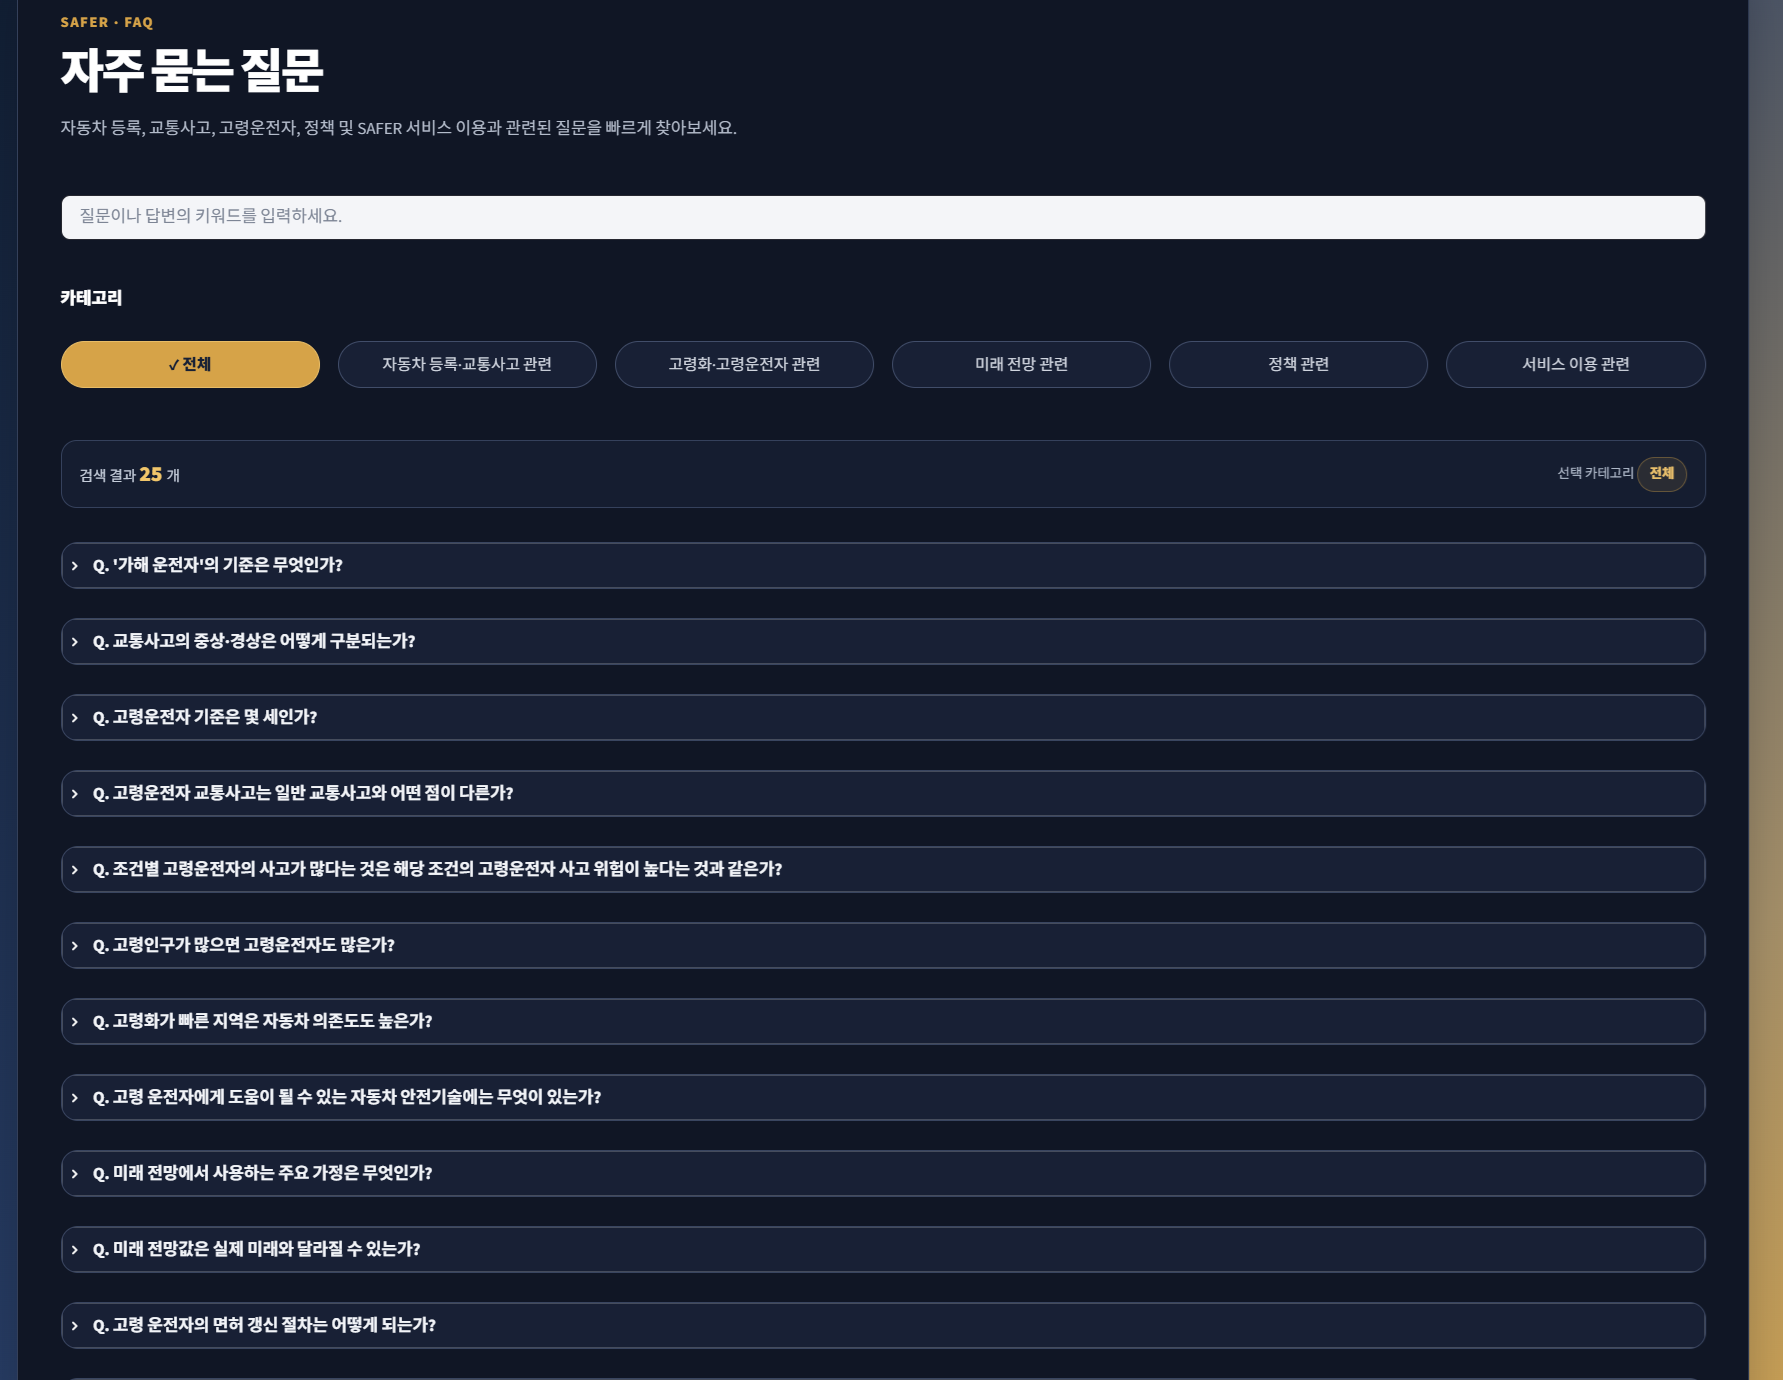 SAFER · FAQ
자주 묻는 질문
자동차 등록, 교통사고, 고령운전자, 정책 및 SAFER 서비스 이용과 관련된 질문을 빠르게 찾아보세요.
질문이나 답변의 키워드를 입력하세요.
카테고리
✓ 전체
자동차 등록·교통사고 관련
고령화·고령운전자 관련
미래 전망 관련
정책 관련
서비스 이용 관련
검색 결과 25 개
선택 카테고리 전체
Q. '가해 운전자'의 기준은 무엇인가?
Q. 교통사고의 중상·경상은 어떻게 구분되는가?
Q. 고령운전자 기준은 몇 세인가?
Q. 고령운전자 교통사고는 일반 교통사고와 어떤 점이 다른가?
Q. 조건별 고령운전자의 사고가 많다는 것은 해당 조건의 고령운전자 사고 위험이 높다는 것과 같은가?
Q. 고령인구가 많으면 고령운전자도 많은가?
Q. 고령화가 빠른 지역은 자동차 의존도도 높은가?
Q. 고령 운전자에게 도움이 될 수 있는 자동차 안전기술에는 무엇이 있는가?
Q. 미래 전망에서 사용하는 주요 가정은 무엇인가?
Q. 미래 전망값은 실제 미래와 달라질 수 있는가?
Q. 고령 운전자의 면허 갱신 절차는 어떻게 되는가?